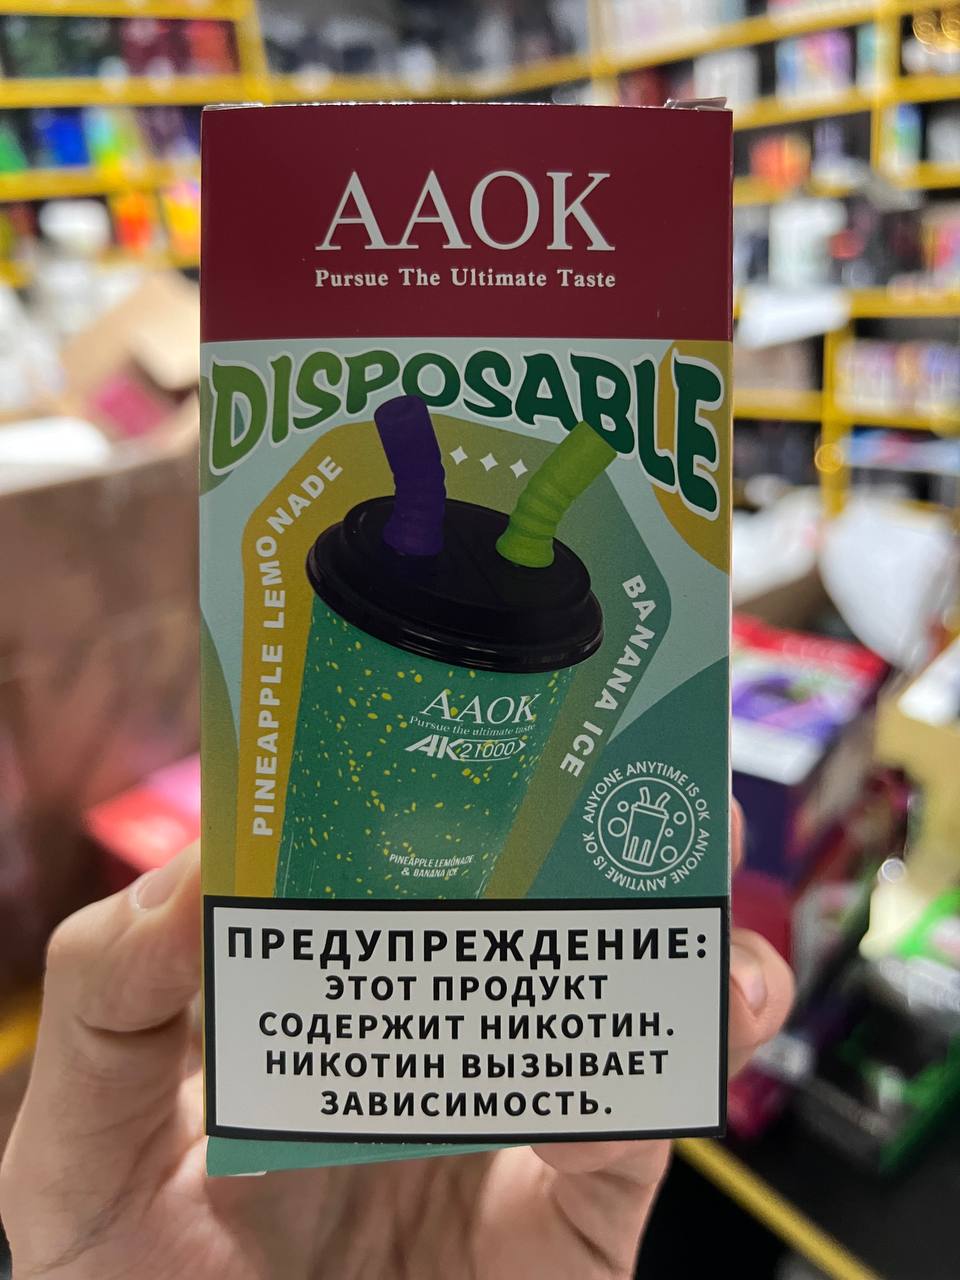 AAOK
Pursue The Ultimate Taste
DISPOSABLE
PINEAPPLE LEMONADE
BANANA ICE
AAOK
Pursue the ultimate taste
AK21000
PINEAPPLE LEMONADE
& BANANA ICE
ANYONE ANYTIME IS OK ANYONE ANYTIME IS OK
ПРЕДУПРЕЖДЕНИЕ:
ЭТОТ ПРОДУКТ
СОДЕРЖИТ НИКОТИН.
НИКОТИН ВЫЗЫВАЕТ
ЗАВИСИМОСТЬ.